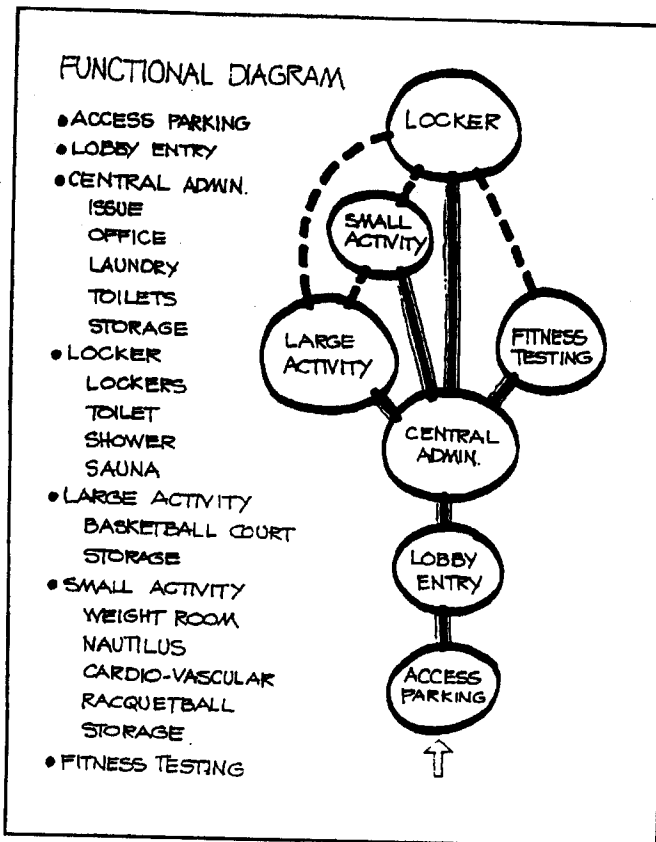 FUNCTIONAL DIAGRAM
• ACCESS PARKING
• LOBBY ENTRY
• CENTRAL ADMIN.
ISSUE
OFFICE
LAUNDRY
TOILETS
STORAGE
• LOCKER
LOCKERS
TOILET
SHOWER
SAUNA
• LARGE ACTIVITY
BASKETBALL COURT
STORAGE
• SMALL ACTIVITY
WEIGHT ROOM
NAUTILUS
CARDIO-VASCULAR
RACQUETBALL
STORAGE
• FITNESS TESTING
LOCKER
SMALL
ACTIVITY
LARGE
ACTIVITY
FITNESS
TESTING
CENTRAL
ADMIN.
LOBBY
ENTRY
ACCESS
PARKING